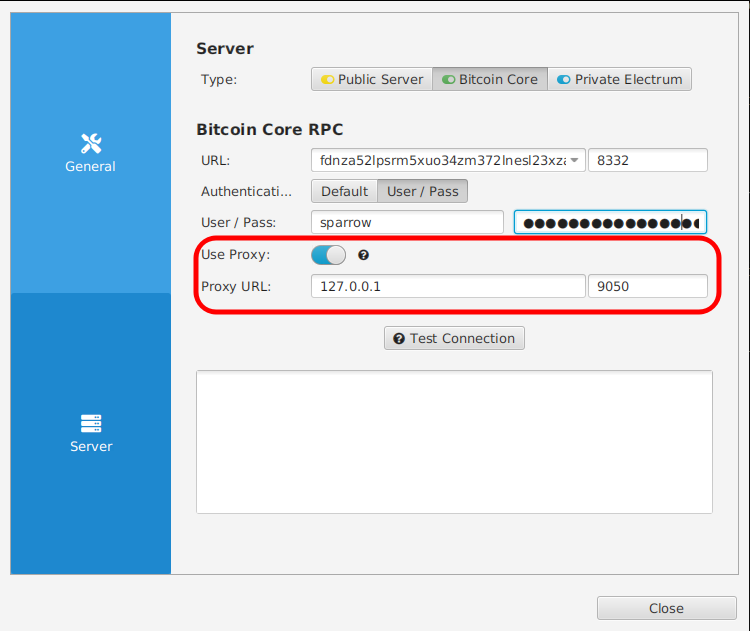 General
Server
Server
Type:
Public Server
Bitcoin Core
Private Electrum
Bitcoin Core RPC
URL:
fdnza52lpsrm5xuo34zm372lnesl23xza
8332
Authenticati...
Default
User / Pass
User / Pass:
sparrow
Use Proxy:
Proxy URL:
127.0.0.1
9050
Test Connection
Close